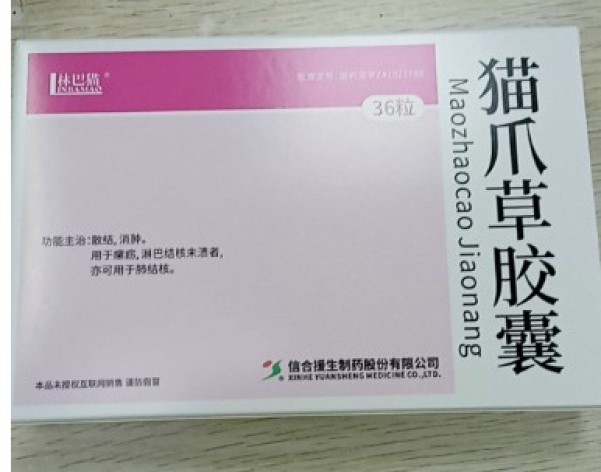 林巴猫®
LINBAMAO
36粒
猫爪草胶囊
Maozhaocao Jiaonang
功能主治:散结,消肿。
用于瘰疬,淋巴结核未溃者,
亦可用于肺结核。
信合援生制药股份有限公司
XINHE YUANSHENG MEDICINE CO.,LTD.
本品未授权互联网销售 谨防假冒